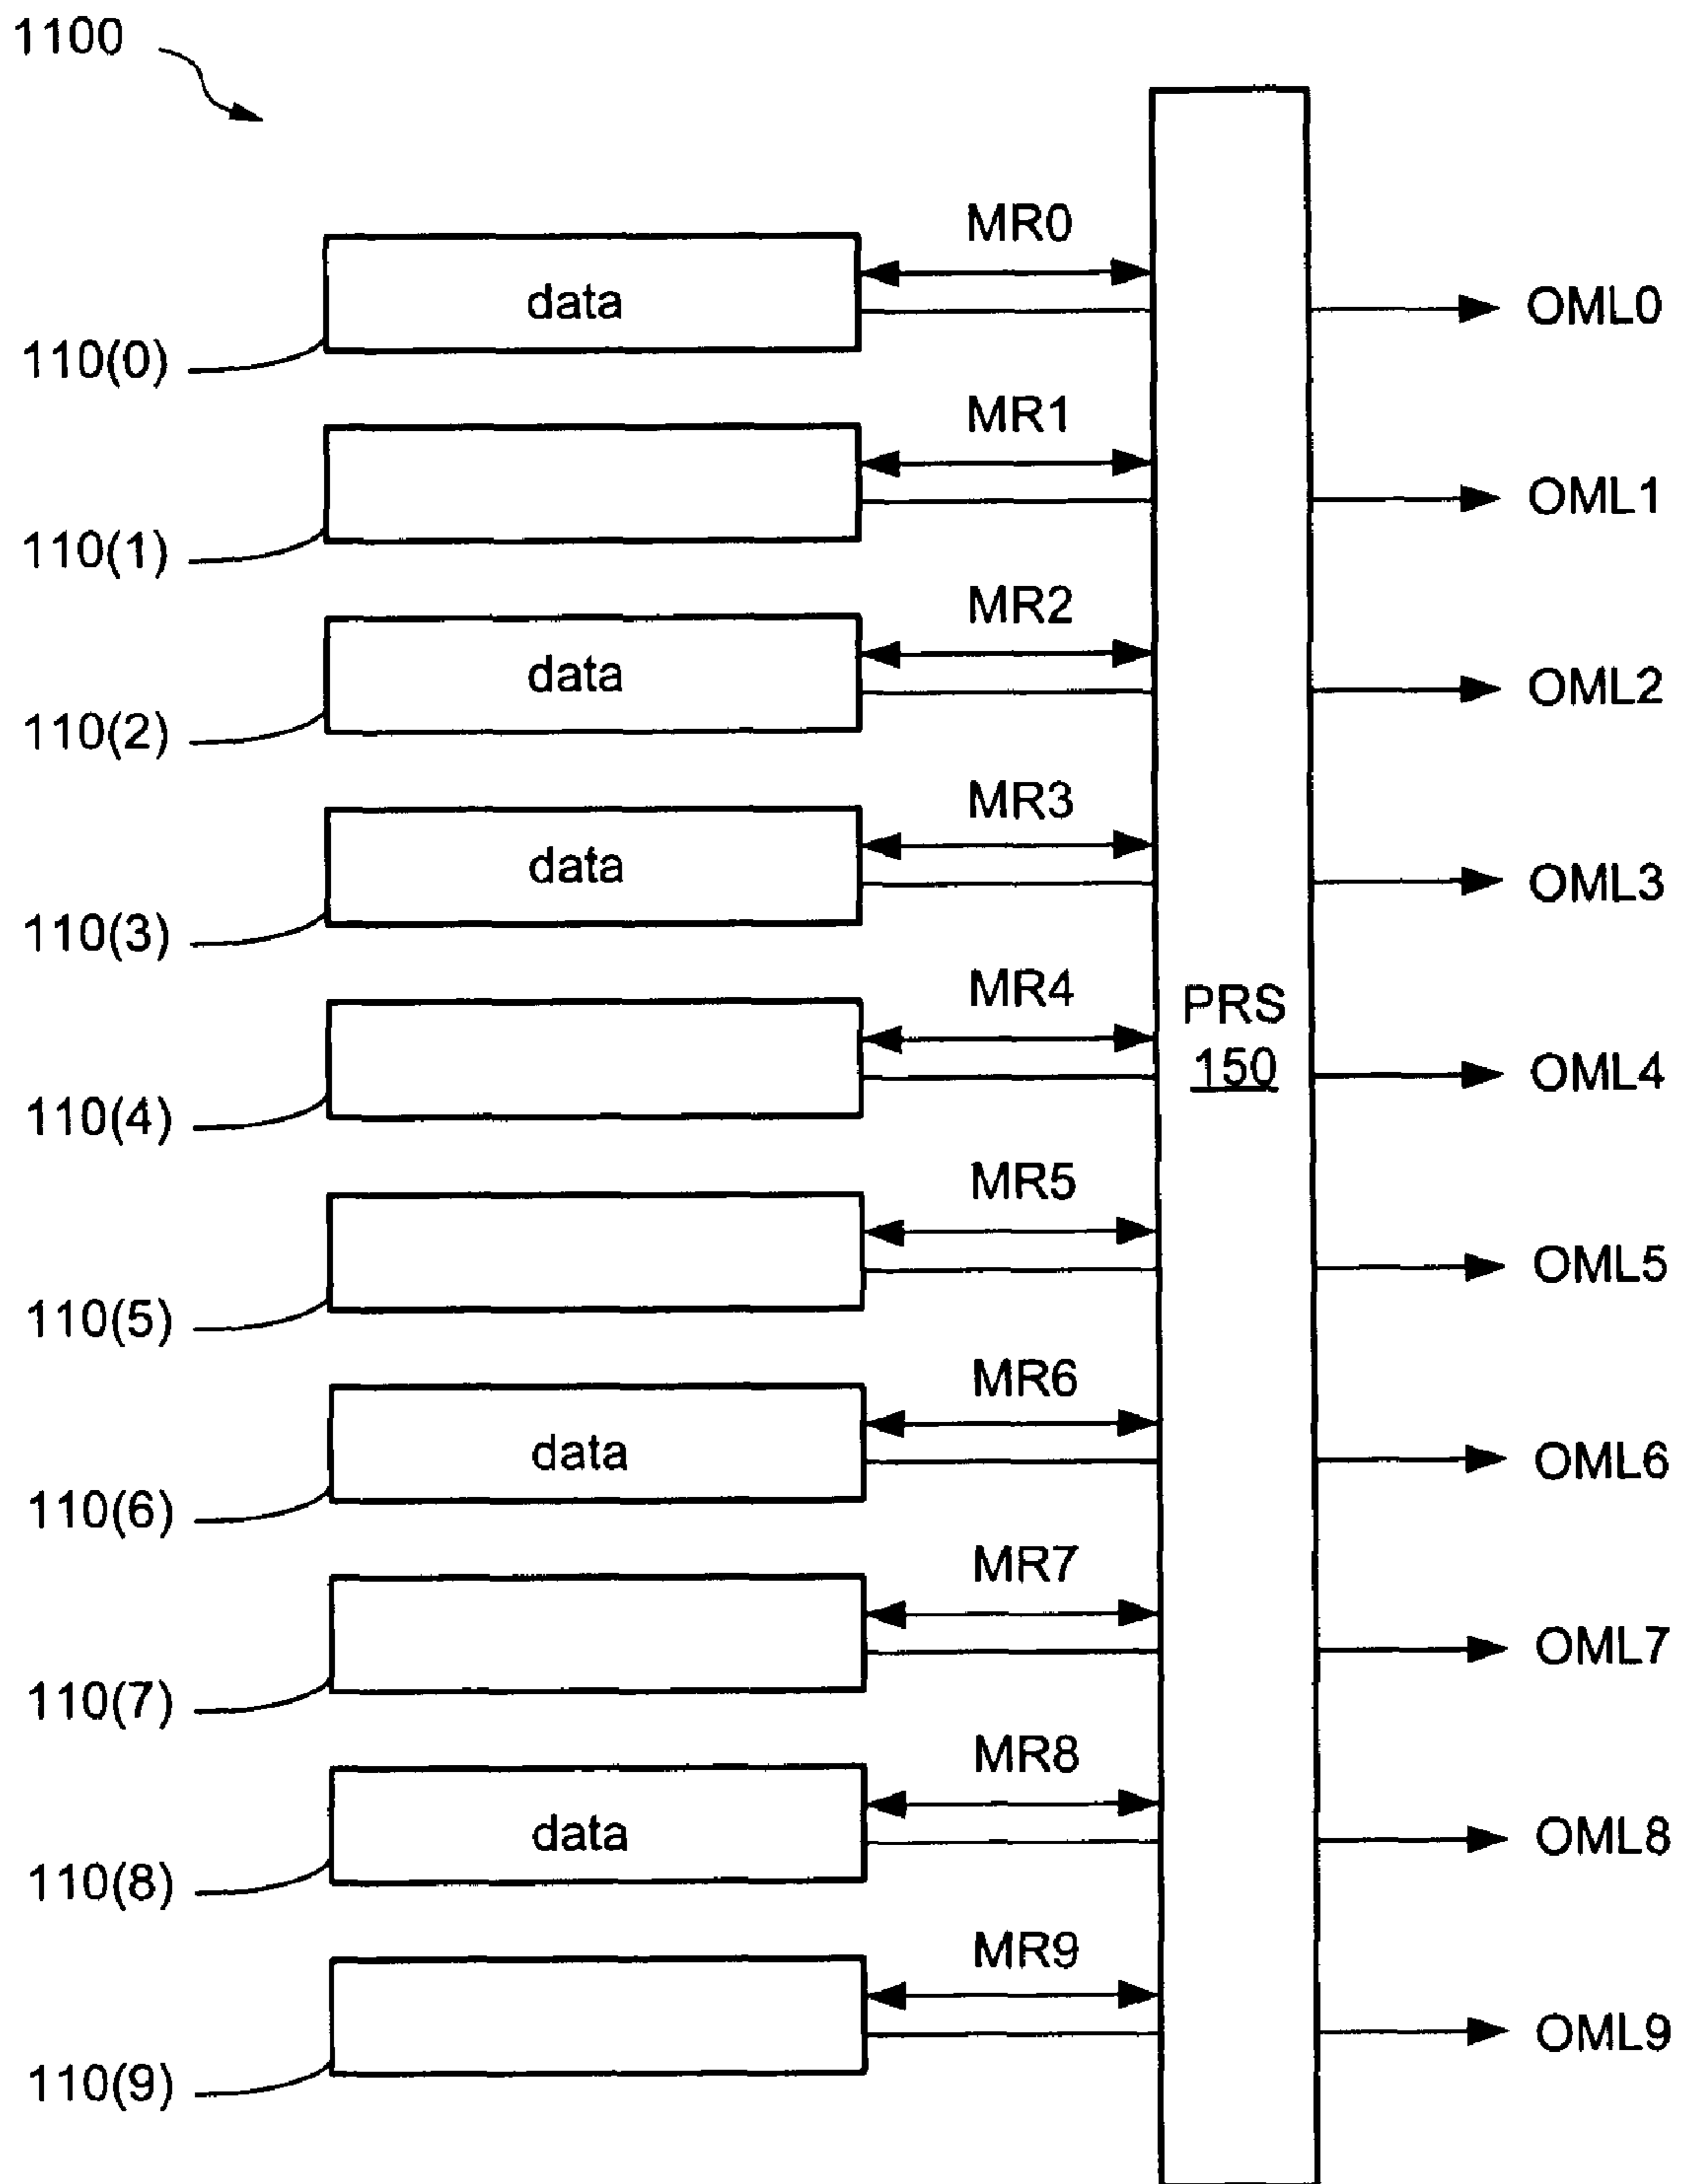 1100
MR0
data
OML0
110(0)
MR1
OML1
110(1)
MR2
data
OML2
110(2)
MR3
data
OML3
110(3)
MR4
PRS
150
OML4
110(4)
MR5
OML5
110(5)
MR6
data
OML6
110(6)
MR7
OML7
110(7)
MR8
data
OML8
110(8)
MR9
OML9
110(9)